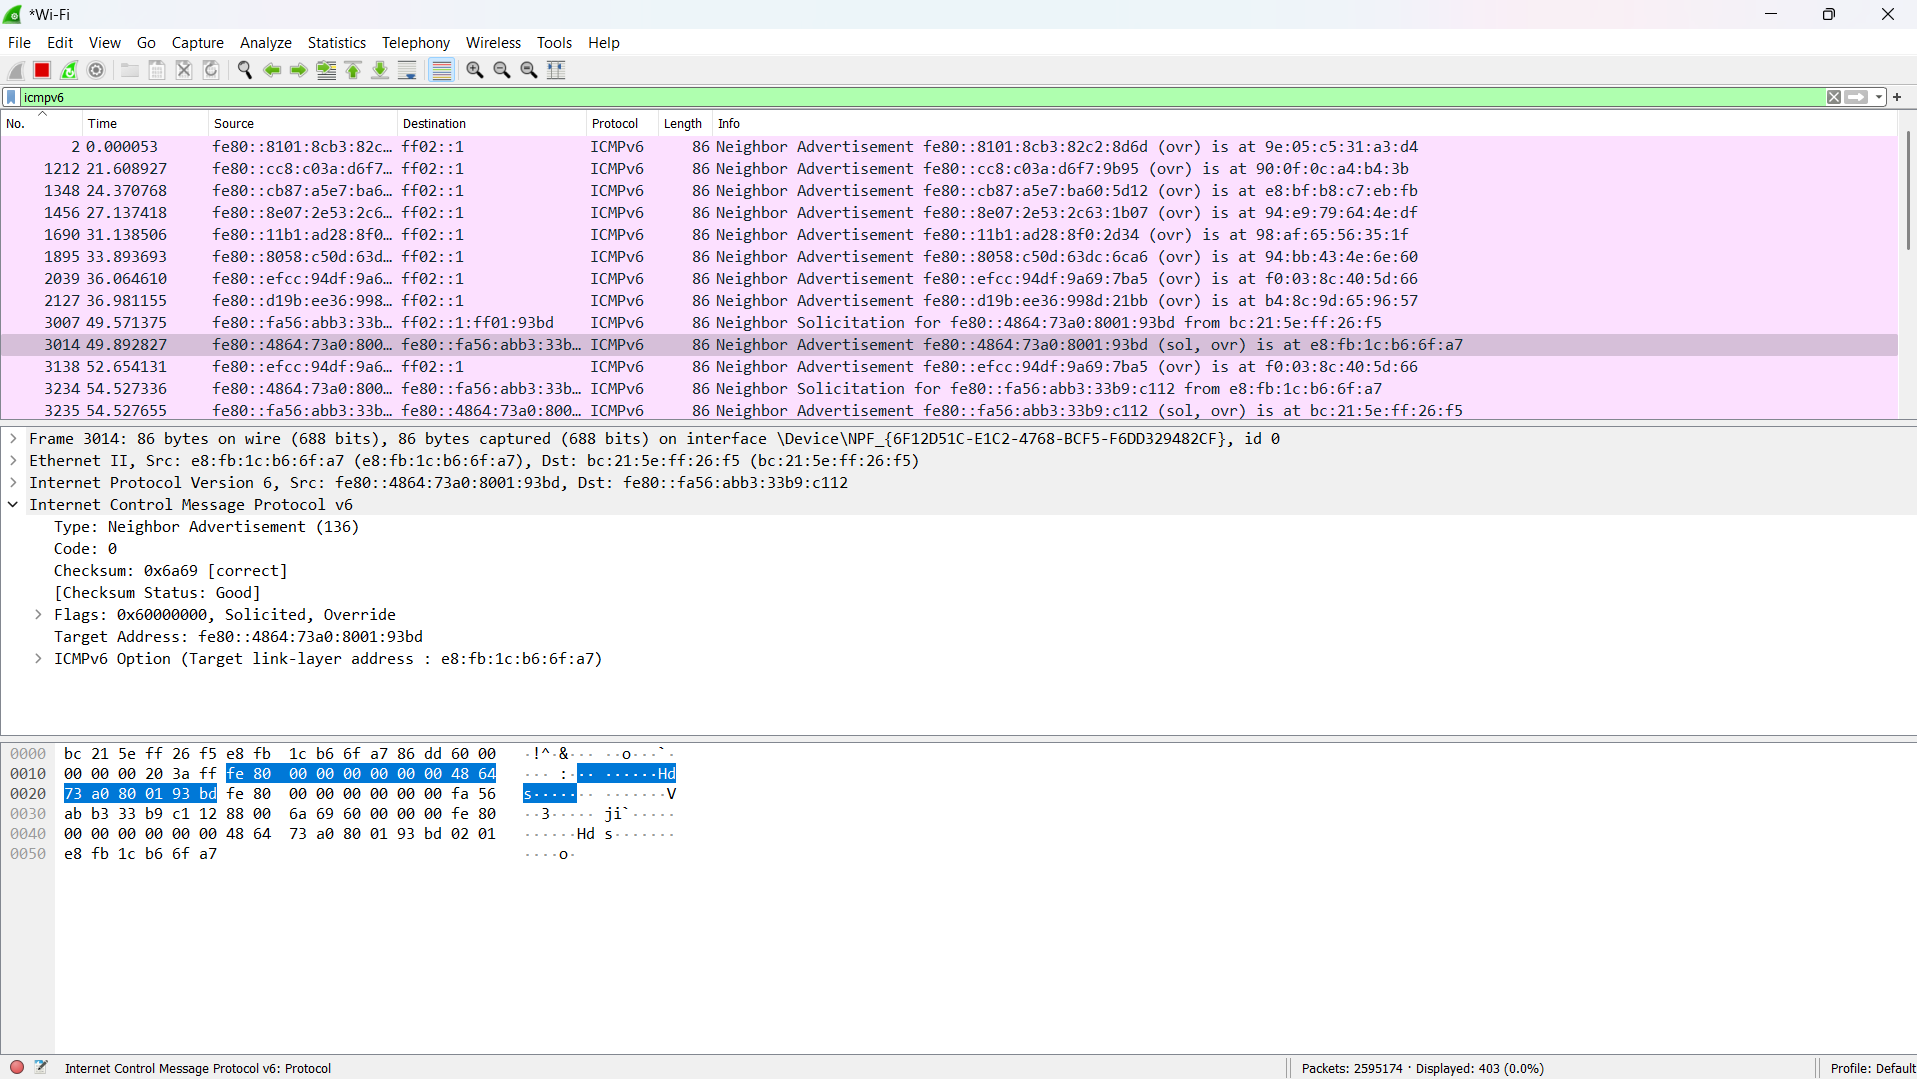 *Wi-Fi
File Edit View Go Capture Analyze Statistics Telephony Wireless Tools Help
icmpv6
No. Time Source Destination Protocol Length Info
2 0.000053 fe80::8101:8cb3:82c… ff02::1 ICMPv6 86 Neighbor Advertisement fe80::8101:8cb3:82c2:8d6d (ovr) is at 9e:05:c5:31:a3:d4
1212 21.608927 fe80::cc8:c03a:d6f7… ff02::1 ICMPv6 86 Neighbor Advertisement fe80::cc8:c03a:d6f7:9b95 (ovr) is at 90:0f:0c:a4:b4:3b
1348 24.370768 fe80::cb87:a5e7:ba6… ff02::1 ICMPv6 86 Neighbor Advertisement fe80::cb87:a5e7:ba60:5d12 (ovr) is at e8:bf:b8:c7:eb:fb
1456 27.137418 fe80::8e07:2e53:2c6… ff02::1 ICMPv6 86 Neighbor Advertisement fe80::8e07:2e53:2c63:1b07 (ovr) is at 94:e9:79:64:4e:df
1690 31.138506 fe80::11b1:ad28:8f0… ff02::1 ICMPv6 86 Neighbor Advertisement fe80::11b1:ad28:8f0:2d34 (ovr) is at 98:af:65:56:35:1f
1895 33.893693 fe80::8058:c50d:63d… ff02::1 ICMPv6 86 Neighbor Advertisement fe80::8058:c50d:63dc:6ca6 (ovr) is at 94:bb:43:4e:6e:60
2039 36.064610 fe80::efcc:94df:9a6… ff02::1 ICMPv6 86 Neighbor Advertisement fe80::efcc:94df:9a69:7ba5 (ovr) is at f0:03:8c:40:5d:66
2127 36.981155 fe80::d19b:ee36:998… ff02::1 ICMPv6 86 Neighbor Advertisement fe80::d19b:ee36:998d:21bb (ovr) is at b4:8c:9d:65:96:57
3007 49.571375 fe80::fa56:abb3:33b… ff02::1:ff01:93bd ICMPv6 86 Neighbor Solicitation for fe80::4864:73a0:8001:93bd from bc:21:5e:ff:26:f5
3014 49.892827 fe80::4864:73a0:800… fe80::fa56:abb3:33b… ICMPv6 86 Neighbor Advertisement fe80::4864:73a0:8001:93bd (sol, ovr) is at e8:fb:1c:b6:6f:a7
3138 52.654131 fe80::efcc:94df:9a6… ff02::1 ICMPv6 86 Neighbor Advertisement fe80::efcc:94df:9a69:7ba5 (ovr) is at f0:03:8c:40:5d:66
3234 54.527336 fe80::4864:73a0:800… fe80::fa56:abb3:33b… ICMPv6 86 Neighbor Solicitation for fe80::fa56:abb3:33b9:c112 from e8:fb:1c:b6:6f:a7
3235 54.527655 fe80::fa56:abb3:33b… fe80::4864:73a0:800… ICMPv6 86 Neighbor Advertisement fe80::fa56:abb3:33b9:c112 (sol, ovr) is at bc:21:5e:ff:26:f5
Frame 3014: 86 bytes on wire (688 bits), 86 bytes captured (688 bits) on interface \Device\NPF_{6F12D51C-E1C2-4768-BCF5-F6DD329482CF}, id 0
Ethernet II, Src: e8:fb:1c:b6:6f:a7 (e8:fb:1c:b6:6f:a7), Dst: bc:21:5e:ff:26:f5 (bc:21:5e:ff:26:f5)
Internet Protocol Version 6, Src: fe80::4864:73a0:8001:93bd, Dst: fe80::fa56:abb3:33b9:c112
Internet Control Message Protocol v6
Type: Neighbor Advertisement (136)
Code: 0
Checksum: 0x6a69 [correct]
[Checksum Status: Good]
Flags: 0x60000000, Solicited, Override
Target Address: fe80::4864:73a0:8001:93bd
ICMPv6 Option (Target link-layer address : e8:fb:1c:b6:6f:a7)
0000 bc 21 5e ff 26 f5 e8 fb 1c b6 6f a7 86 dd 60 00 ·!^·&··· ··o···`·
0010 00 00 00 20 3a ff fe 80 00 00 00 00 00 00 48 64 ··· :··· ······Hd
0020 73 a0 80 01 93 bd fe 80 00 00 00 00 00 00 fa 56 s······· ·······V
0030 ab b3 33 b9 c1 12 88 00 6a 69 60 00 00 00 fe 80 ··3····· ji`·····
0040 00 00 00 00 00 00 48 64 73 a0 80 01 93 bd 02 01 ······Hd s·······
0050 e8 fb 1c b6 6f a7 ····o·
Internet Control Message Protocol v6: Protocol
Packets: 2595174 · Displayed: 403 (0.0%)
Profile: Default